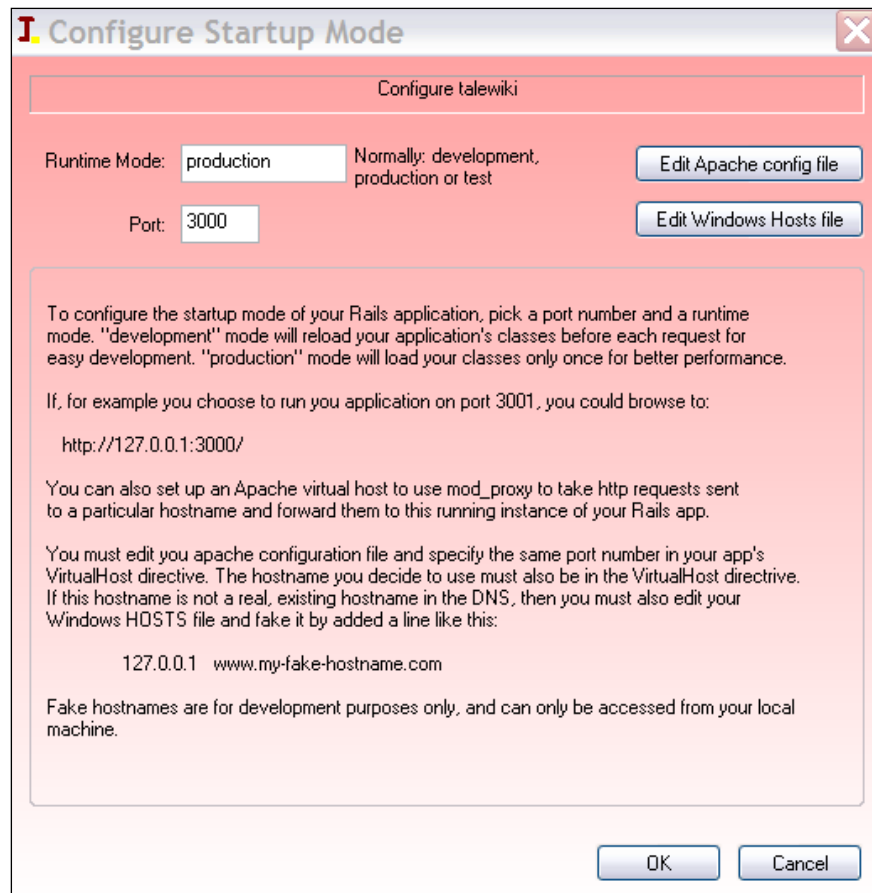 I. Configure Startup Mode
Configure talewiki
Runtime Mode: production Normally: development, production or test
Edit Apache config file
Port: 3000
Edit Windows Hosts file
To configure the startup mode of your Rails application, pick a port number and a runtime
mode. "development" mode will reload your application's classes before each request for
easy development. "production" mode will load your classes only once for better performance.
If, for example you choose to run you application on port 3001, you could browse to:
http://127.0.0.1:3000/
You can also set up an Apache virtual host to use mod_proxy to take http requests sent
to a particular hostname and forward them to this running instance of your Rails app.
You must edit you apache configuration file and specify the same port number in your app's
VirtualHost directive. The hostname you decide to use must also be in the VirtualHost directrive.
If this hostname is not a real, existing hostname in the DNS, then you must also edit your
Windows HOSTS file and fake it by added a line like this:
127.0.0.1 www.my-fake-hostname.com
Fake hostnames are for development purposes only, and can only be accessed from your local
machine.
OK Cancel